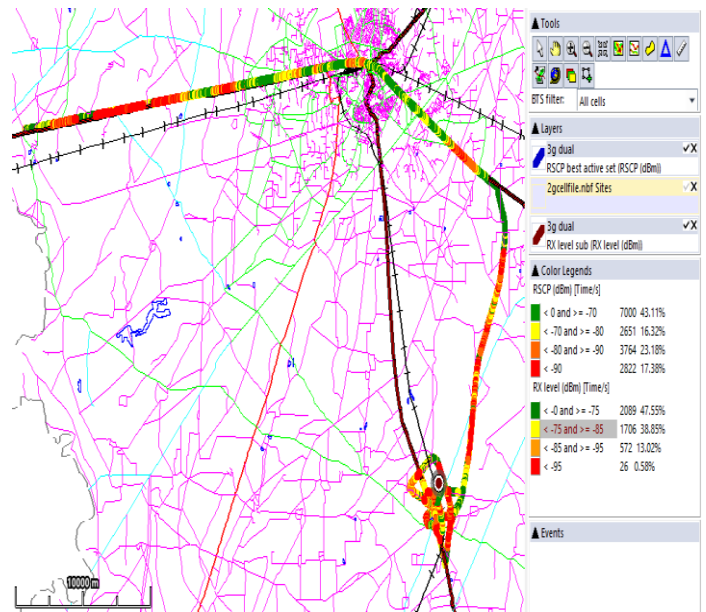 Tools
BTS filter: All cells
Layers
3g dual
RSCP best active set (RSCP (dBm))
2gcellfile.nbf Sites
3g dual
RX level sub (RX level (dBm))
Color Legends
RSCP (dBm) [Time/s]
< 0 and >= -70 7000 43.11%
< -70 and >= -80 2651 16.32%
< -80 and >= -90 3764 23.18%
< -90 2822 17.38%
RX level (dBm) [Time/s]
< -0 and >= -75 2089 47.55%
< -75 and >= -85 1706 38.85%
< -85 and >= -95 572 13.02%
< -95 26 0.58%
Events
10000 m